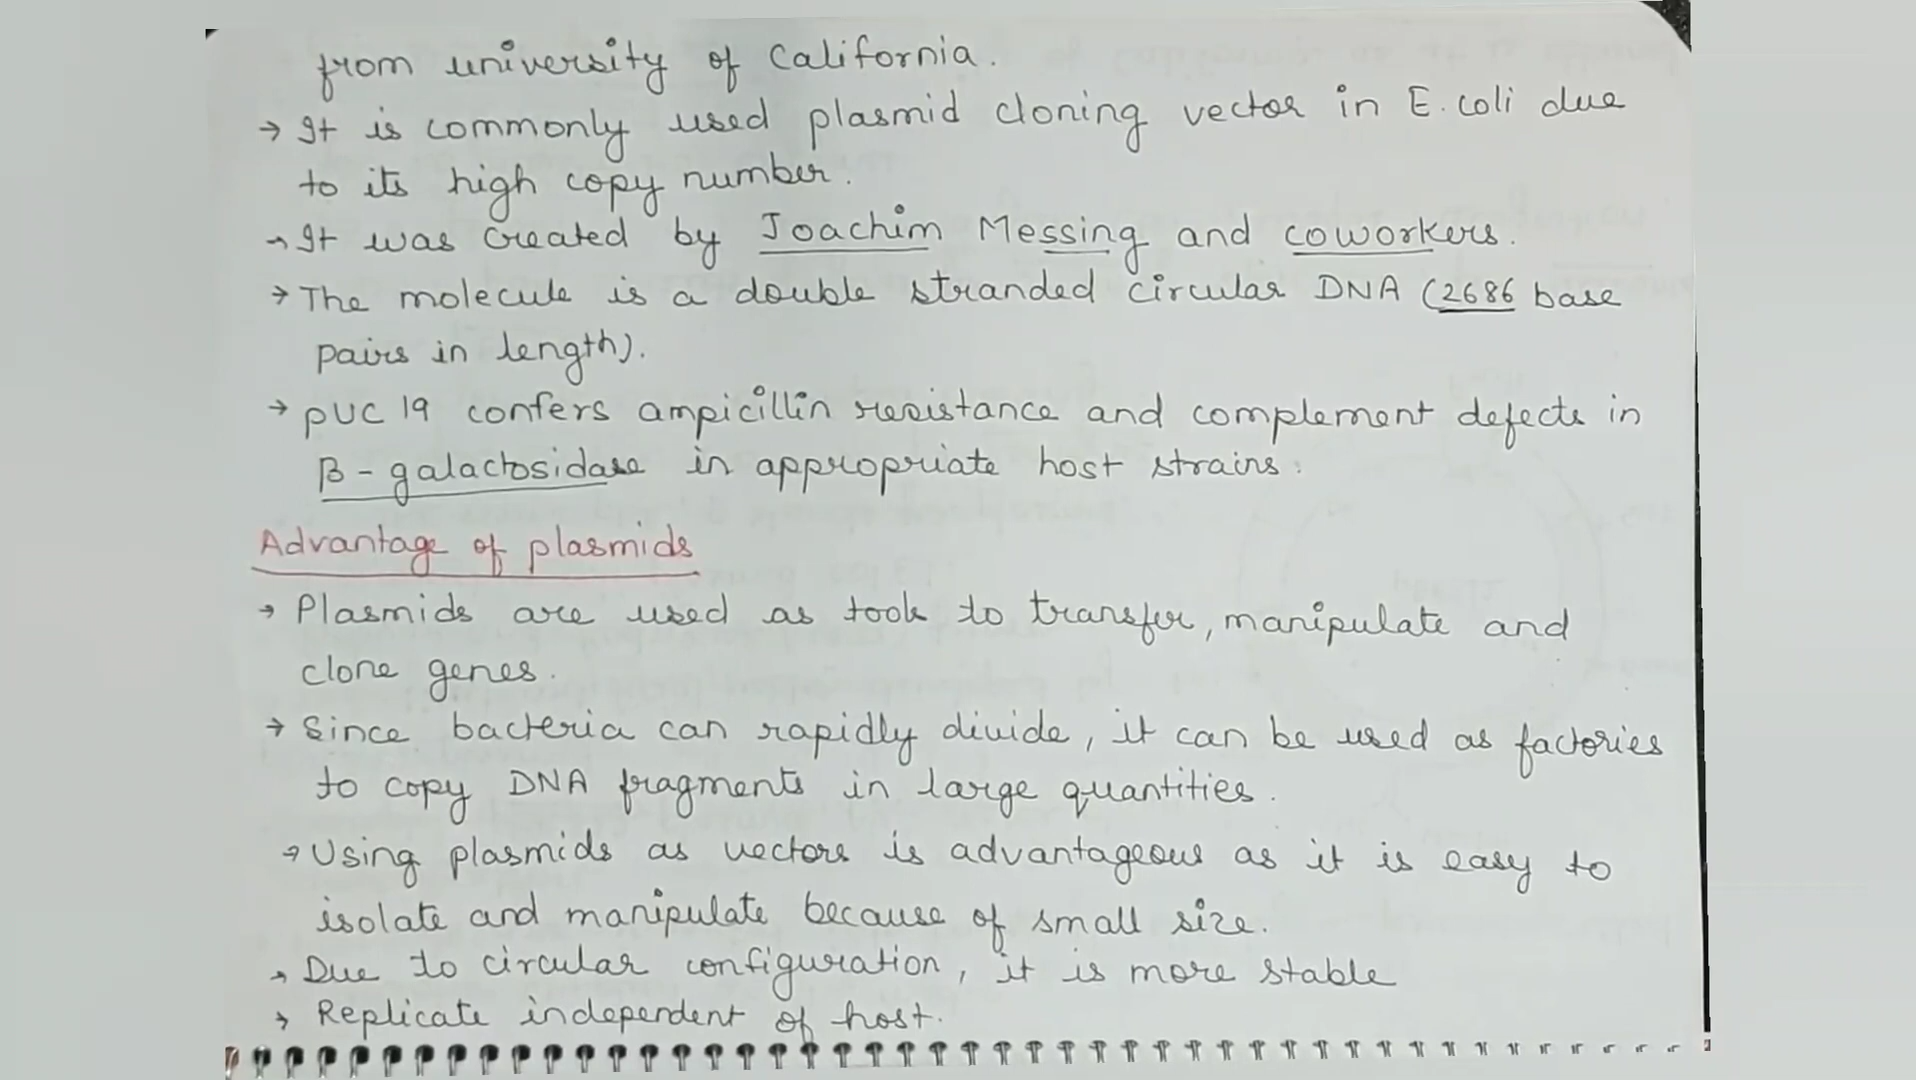 from university of California.
→ It is commonly used plasmid cloning vector in E. coli due
to its high copy number.
→ It was created by Joachim Messing and coworkers.
→ The molecule is a double stranded circular DNA (2686 base
pairs in length).
→ pUC 19 confers ampicillin resistance and complement defects in
β - galactosidase in appropriate host strains.
Advantage of plasmids
→ Plasmids are used as tools to transfer, manipulate and
clone genes.
→ Since bacteria can rapidly divide, it can be used as factories
to copy DNA fragments in large quantities.
→ Using plasmids as vectors is advantageous as it is easy to
isolate and manipulate because of small size.
→ Due to circular configuration, it is more stable
→ Replicate independent of host.